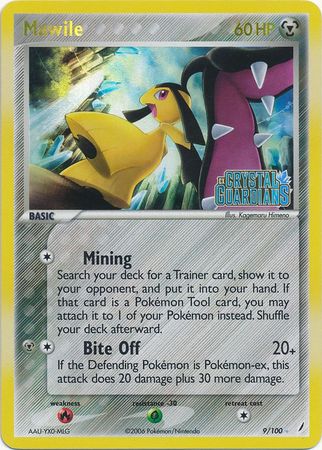 Mawile
60 HP
EX
CRYSTAL
GUARDIANS
Illus. Kagemaru Himeno
BASIC
Mining
Search your deck for a Trainer card, show it to
your opponent, and put it into your hand. If
that card is a Pokémon Tool card, you may
attach it to 1 of your Pokémon instead. Shuffle
your deck afterward.
Bite Off 20+
If the Defending Pokémon is Pokémon-ex, this
attack does 20 damage plus 30 more damage.
weakness
resistance -30
retreat cost
AAU-YX0-MLG
©2006 Pokémon/Nintendo
9/100